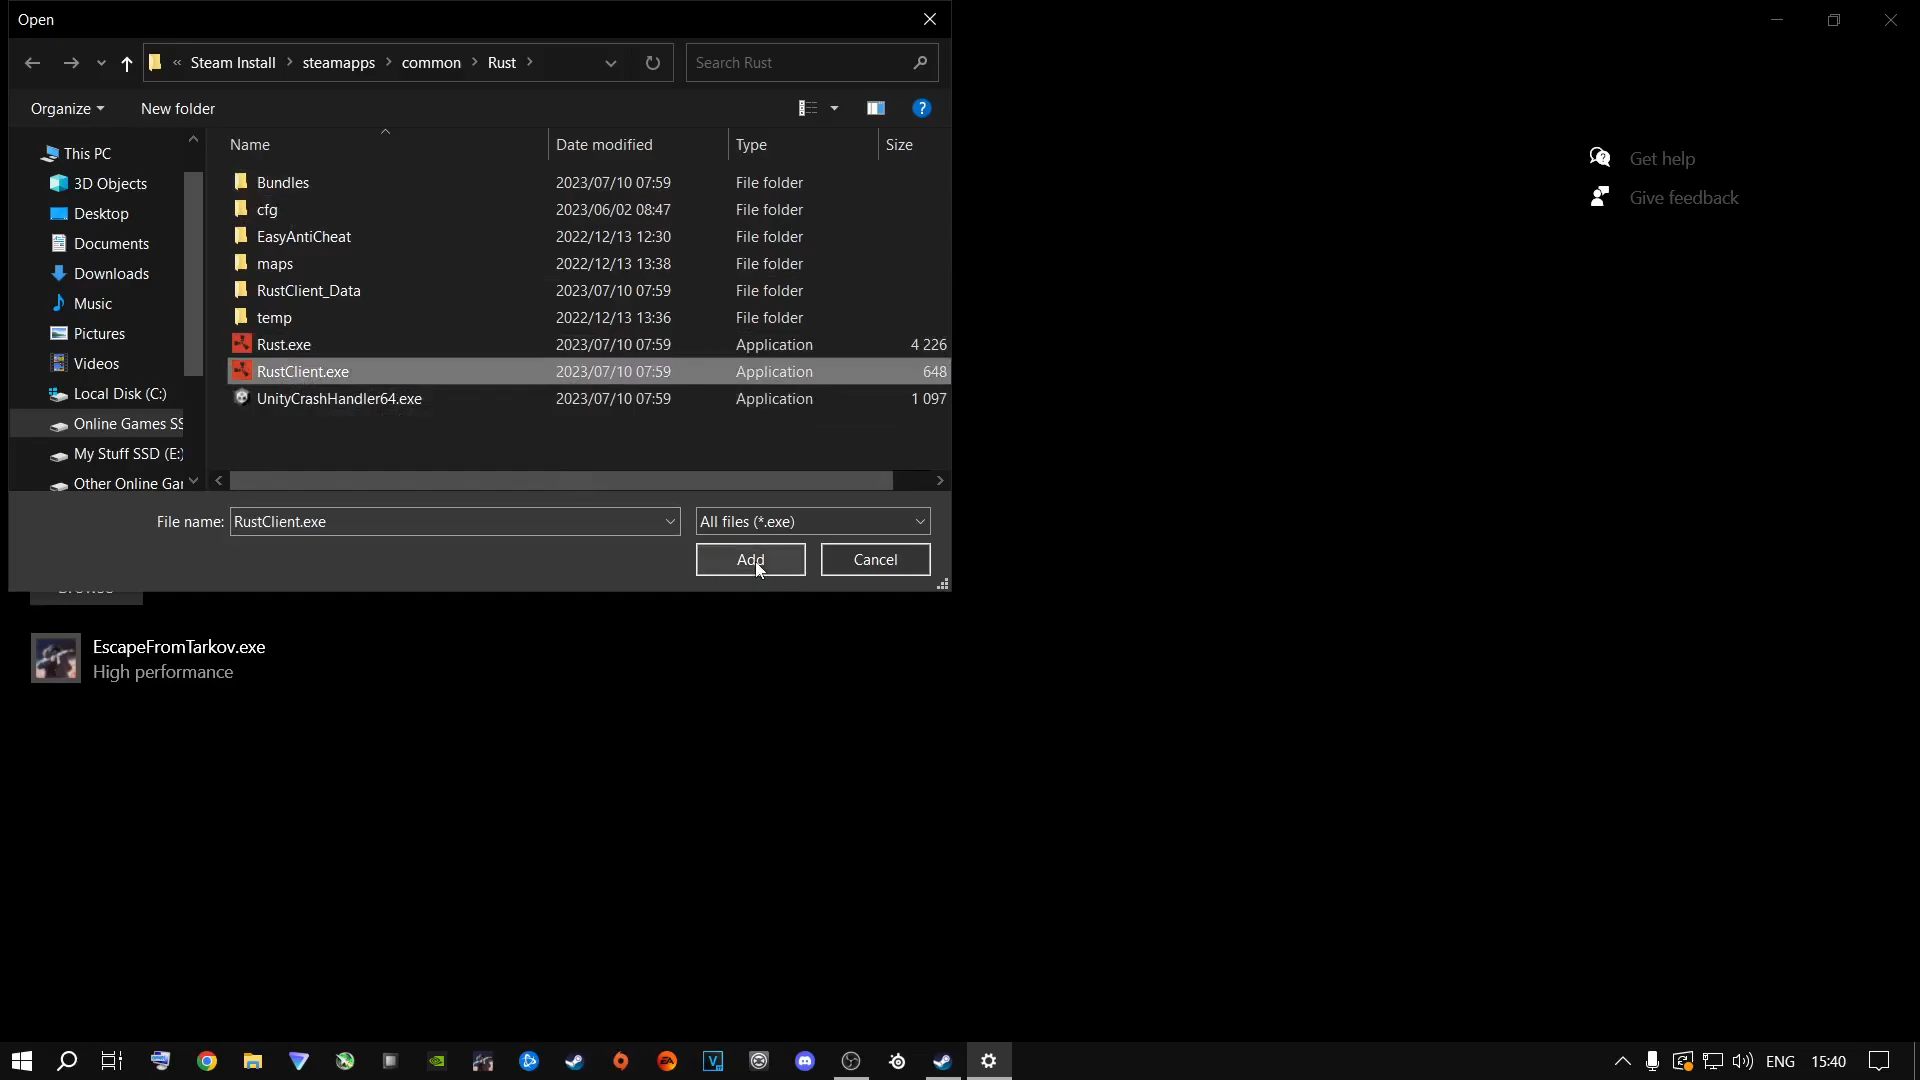 Open
« Steam Install > steamapps > common > Rust >
Search Rust
Organize
New folder
This PC
3D Objects
Desktop
Documents
Downloads
Music
Pictures
Videos
Local Disk (C:)
Online Games SS
My Stuff SSD (E:)
Other Online Gar
Name Date modified Type Size
Bundles 2023/07/10 07:59 File folder
cfg 2023/06/02 08:47 File folder
EasyAntiCheat 2022/12/13 12:30 File folder
maps 2022/12/13 13:38 File folder
RustClient_Data 2023/07/10 07:59 File folder
temp 2022/12/13 13:36 File folder
Rust.exe 2023/07/10 07:59 Application 4 226
RustClient.exe 2023/07/10 07:59 Application 648
UnityCrashHandler64.exe 2023/07/10 07:59 Application 1 097
File name: RustClient.exe All files (*.exe)
Add Cancel
Get help
Give feedback
EscapeFromTarkov.exe
High performance
ENG 15:40